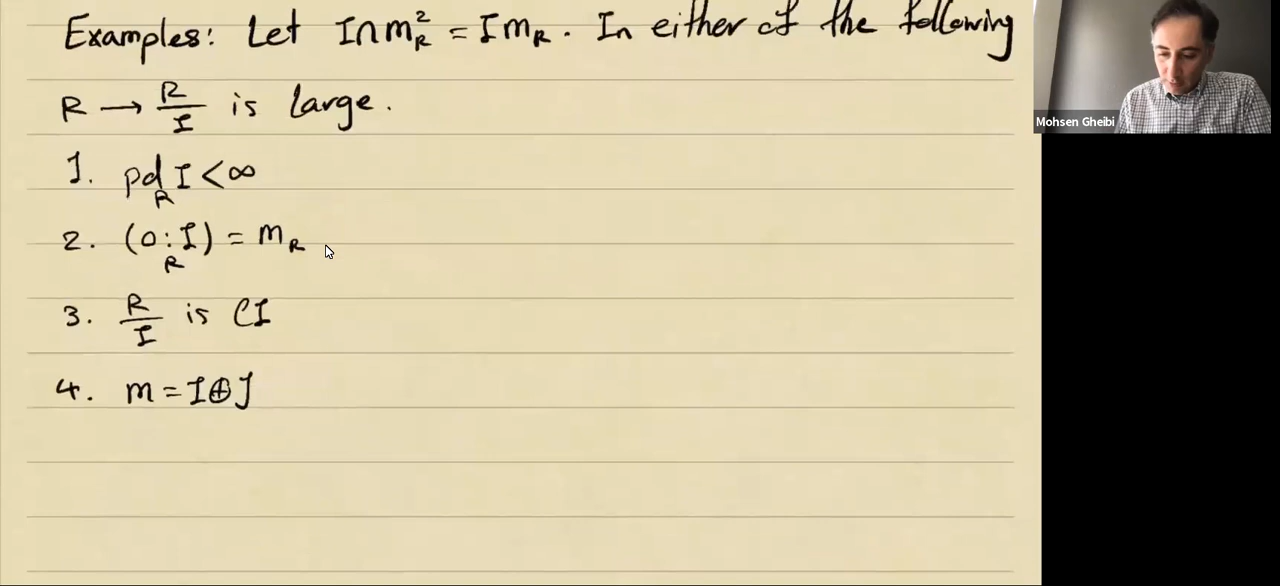 Examples: Let I∩m_R^2 = I m_R. In either of the following
R → R/I is large.
1. pd_R I < ∞
2. (0 :_R I) = m_R
3. R/I is CI
4. m = I⊕J
Mohsen Gheibi